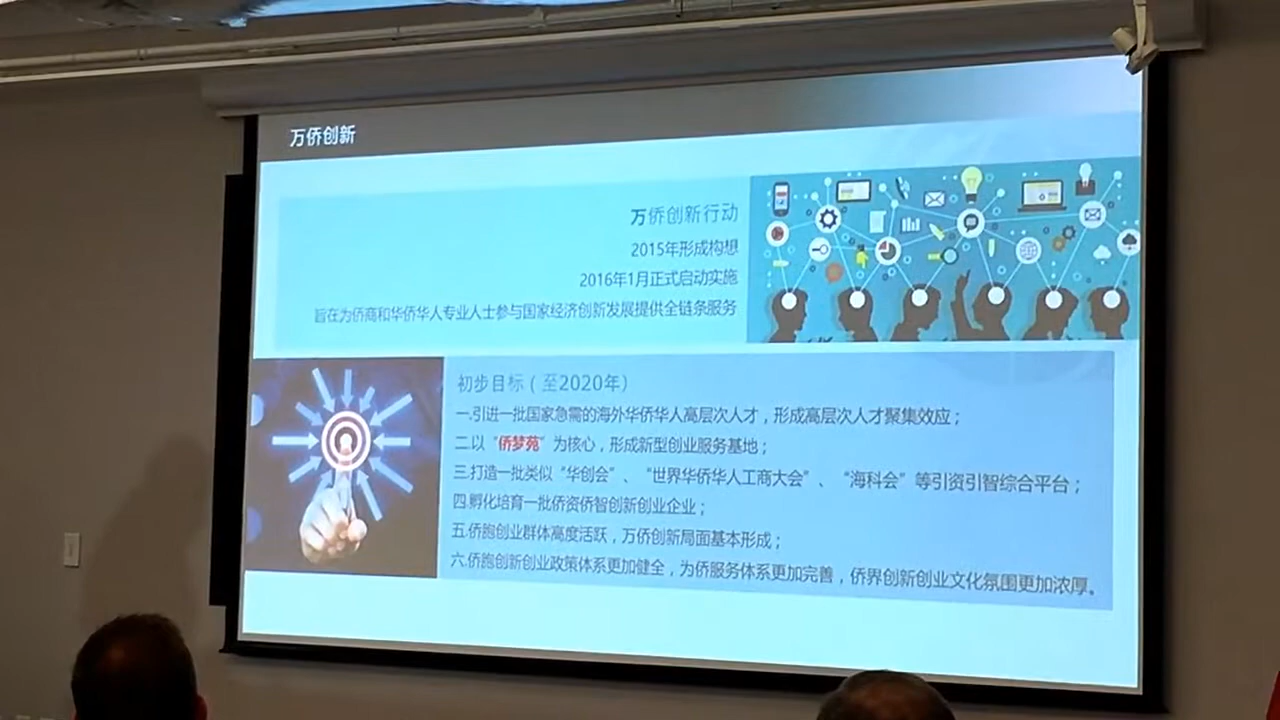 万侨创新
万侨创新行动
2015年形成构想
2016年1月正式启动实施
旨在为侨商和华侨华人专业人士参与国家经济创新发展提供全链条服务
初步目标（至2020年）
一.引进一批国家急需的海外华侨华人高层次人才，形成高层次人才聚集效应；
二.以“侨梦苑”为核心，形成新型创业服务基地；
三.打造一批类似“华创会”、“世界华侨华人工商大会”、“海科会”等引资引智综合平台；
四.孵化培育一批侨资侨智创新创业企业；
五.侨胞创业群体高度活跃，万侨创新局面基本形成；
六.侨胞创新创业政策体系更加健全，为侨服务体系更加完善，侨界创新创业文化氛围更加浓厚。